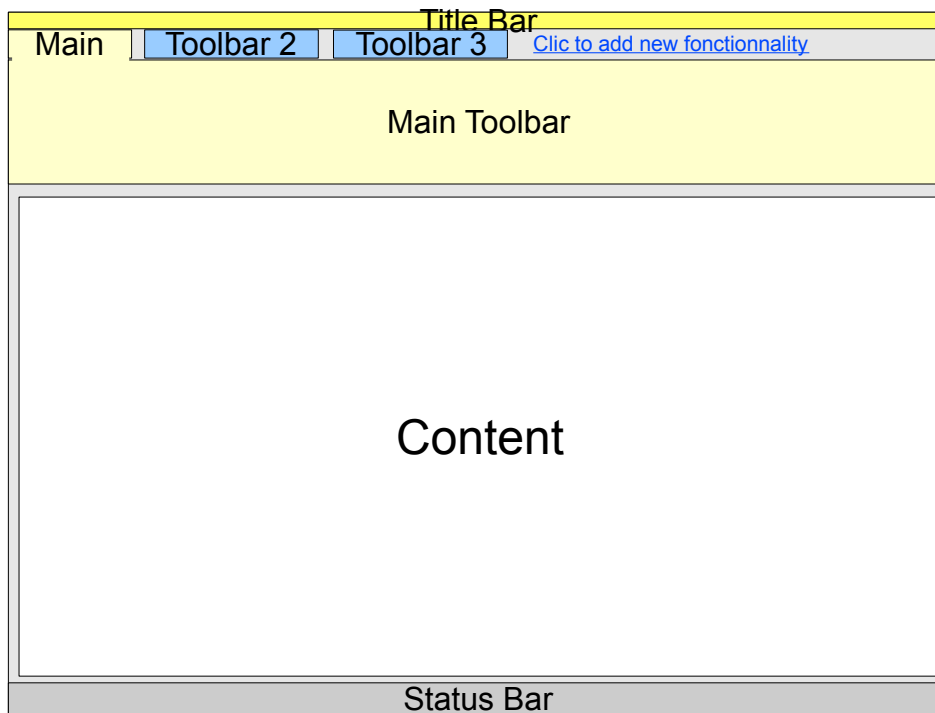 Title Bar
Main Toolbar 2 Toolbar 3 Clic to add new fonctionnality
Main Toolbar
Content
Status Bar